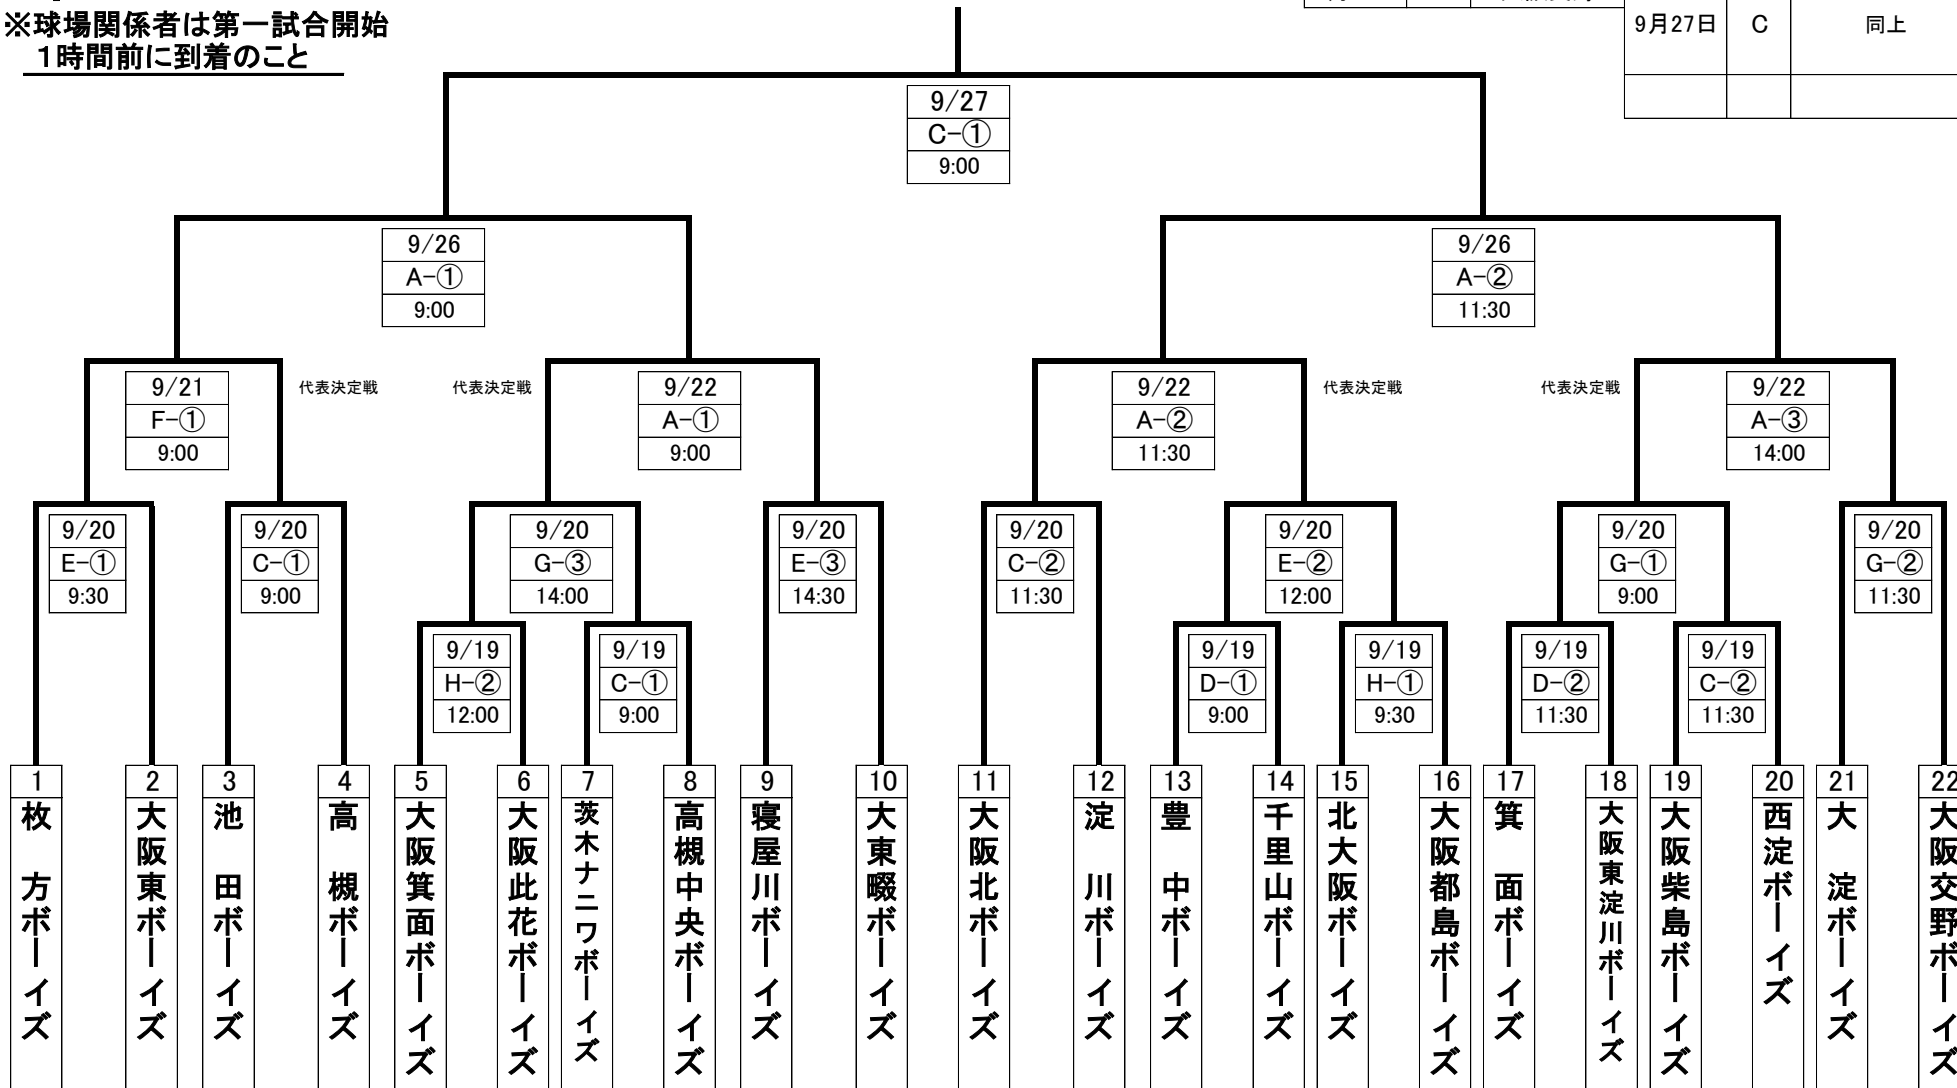 ※球場関係者は第一試合開始
1時間前に到着のこと
9月27日 C 同上
9/27
C-①
9:00
9/26
A-①
9:00
9/26
A-②
11:30
9/21
F-①
9:00
代表決定戦
代表決定戦
9/22
A-①
9:00
9/22
A-②
11:30
代表決定戦
代表決定戦
9/22
A-③
14:00
9/20
E-①
9:30
9/20
C-①
9:00
9/20
G-③
14:00
9/20
E-③
14:30
9/20
C-②
11:30
9/20
E-②
12:00
9/20
G-①
9:00
9/20
G-②
11:30
9/19
H-②
12:00
9/19
C-①
9:00
9/19
D-①
9:00
9/19
H-①
9:30
9/19
D-②
11:30
9/19
C-②
11:30
1
枚 方ボーイズ
2
大阪東ボーイズ
3
池 田ボーイズ
4
高 槻ボーイズ
5
大阪箕面ボーイズ
6
大阪此花ボーイズ
7
茨木ナニワボーイズ
8
高槻中央ボーイズ
9
寝屋川ボーイズ
10
大東畷ボーイズ
11
大阪北ボーイズ
12
淀 川ボーイズ
13
豊 中ボーイズ
14
千里山ボーイズ
15
北大阪ボーイズ
16
大阪都島ボーイズ
17
箕 面ボーイズ
18
大阪東淀川ボーイズ
19
大阪柴島ボーイズ
20
西淀ボーイズ
21
大 淀ボーイズ
22
大阪交野ボーイズ